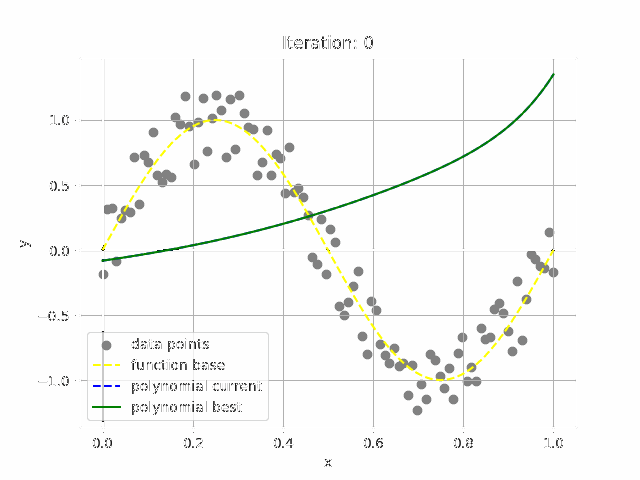 Iteration: 0
1.0
0.5
0.0
−0.5
−1.0
y
data points
function base
polynomial current
polynomial best
0.0 0.2 0.4 0.6 0.8 1.0
x